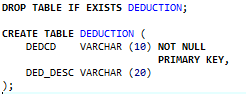 DROP TABLE IF EXISTS DEDUCTION;
CREATE TABLE DEDUCTION (
DEDCD VARCHAR (10) NOT NULL
PRIMARY KEY,
DED_DESC VARCHAR (20)
);